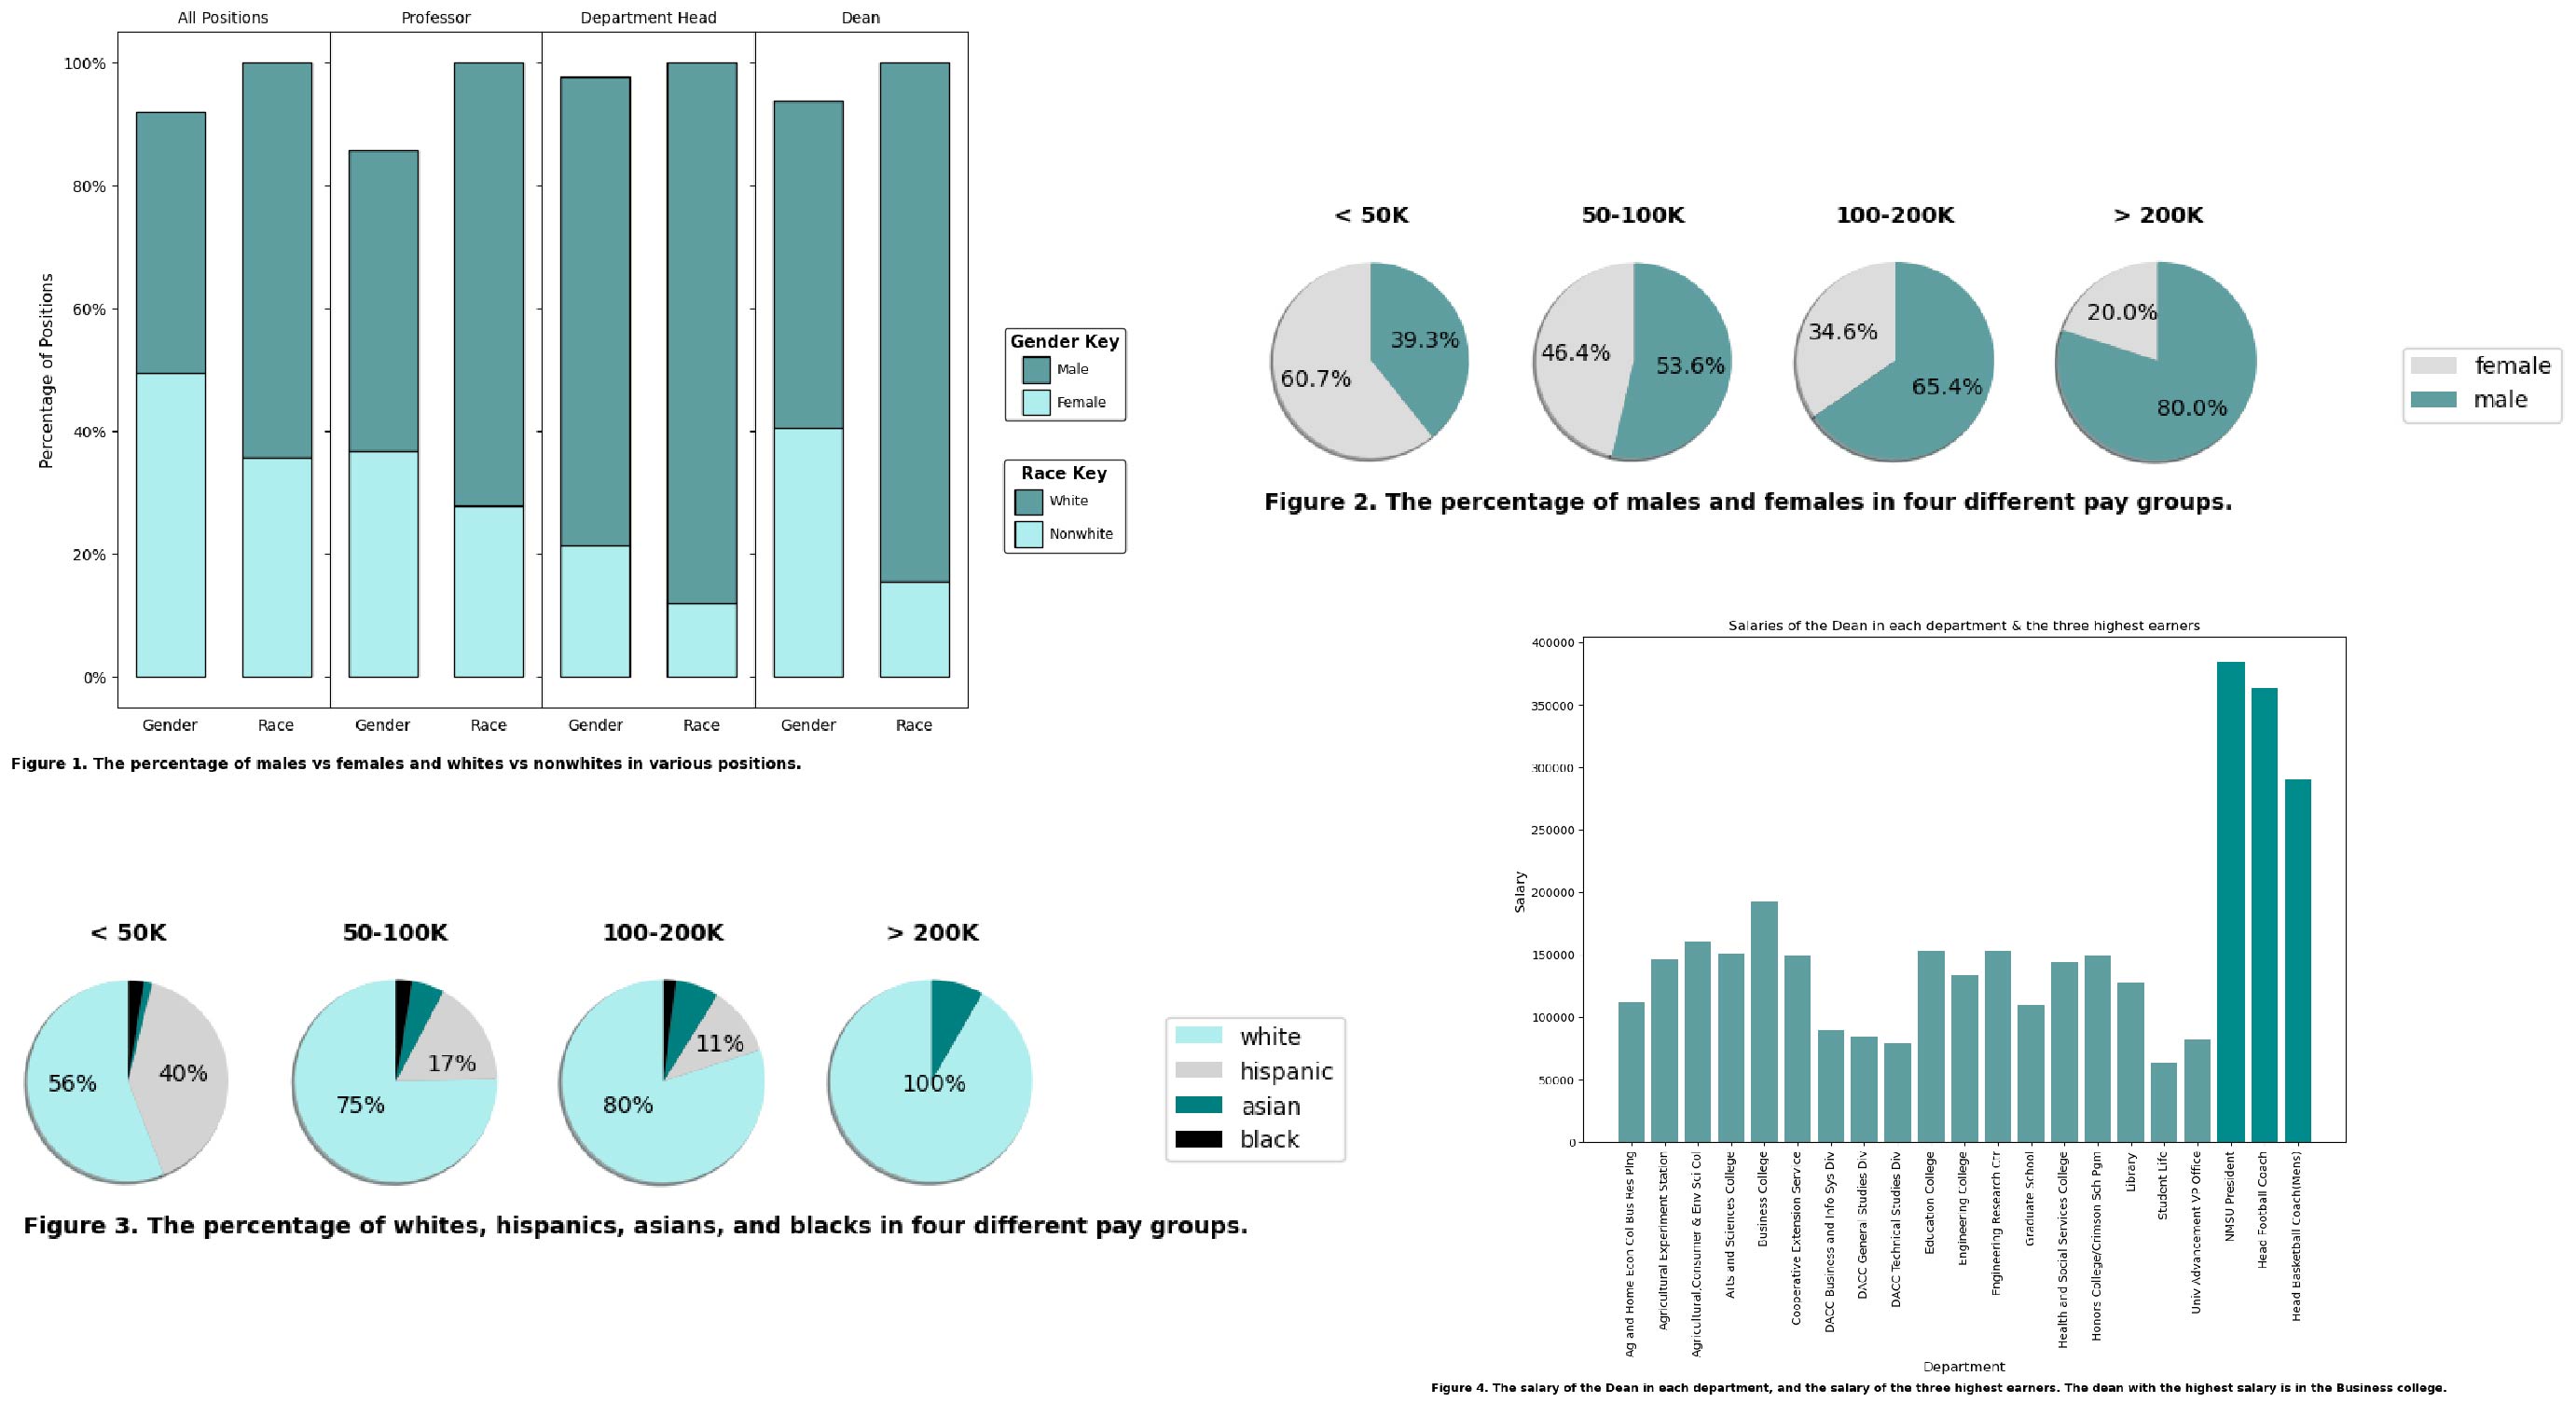 All Positions Professor Department Head Dean
100%
80%
60%
40%
20%
0%
Percentage of Positions
Gender Race Gender Race Gender Race Gender Race
Gender Key
Male
Female
Race Key
White
Nonwhite
Figure 1. The percentage of males vs females and whites vs nonwhites in various positions.
< 50K 50-100K 100-200K > 200K
39.3%
60.7%
46.4%
53.6%
34.6%
65.4%
20.0%
80.0%
female
male
Figure 2. The percentage of males and females in four different pay groups.
< 50K 50-100K 100-200K > 200K
56%
40%
17%
75%
11%
80%
100%
white
hispanic
asian
black
Figure 3. The percentage of whites, hispanics, asians, and blacks in four different pay groups.
Salaries of the Dean in each department & the three highest earners
400000
350000
300000
250000
200000
150000
100000
50000
0
Salary
Ag and Home Econ Col Bus Res Plng
Agricultural Experiment Station
Agricultural,Consumer & Env Sci Col
Arts and Sciences College
Business College
Cooperative Extension Service
DACC Business and Info Sys Div
DACC General Studies Div
DACC Technical Studies Div
Education College
Engineering College
Engineering Research Ctr
Graduate School
Health and Social Services College
Honors College/Crimson Sch Pgm
Library
Student Life
Univ Advancement VP Office
NMSU President
Head Football Coach
Head Basketball Coach(Mens)
Department
Figure 4. The salary of the Dean in each department, and the salary of the three highest earners. The dean with the highest salary is in the Business college.